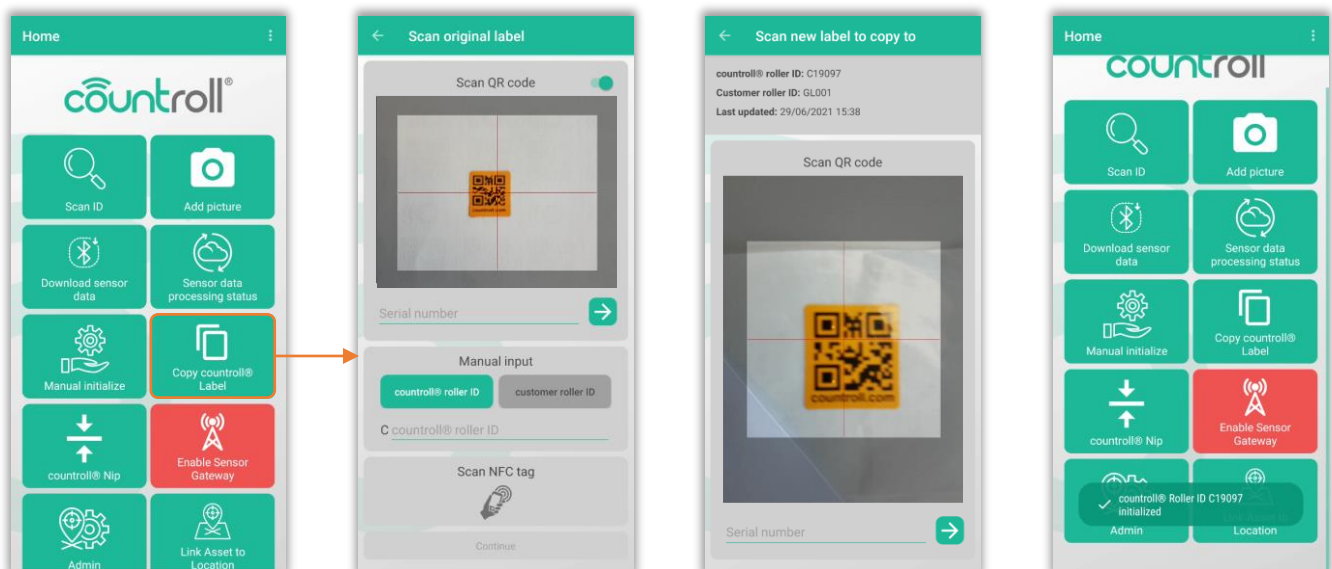 Home
countroll®
Scan ID
Add picture
Download sensor
data
Sensor data
processing status
Manual initialize
Copy countroll®
Label
countroll® Nip
Enable Sensor
Gateway
Admin
Link Asset to
Location
Scan original label
Scan QR code
countroll.com
Serial number
Manual input
countroll® roller ID
customer roller ID
C countroll® roller ID
Scan NFC tag
Continue
Scan new label to copy to
countroll® roller ID: C19097
Customer roller ID: GL001
Last updated: 29/06/2021 15:38
Scan QR code
countroll.com
Serial number
Home
countroll
Scan ID
Add picture
Download sensor
data
Sensor data
processing status
Manual initialize
Copy countroll®
Label
countroll® Nip
Enable Sensor
Gateway
countroll® Roller ID C19097
initialized
Admin
Location